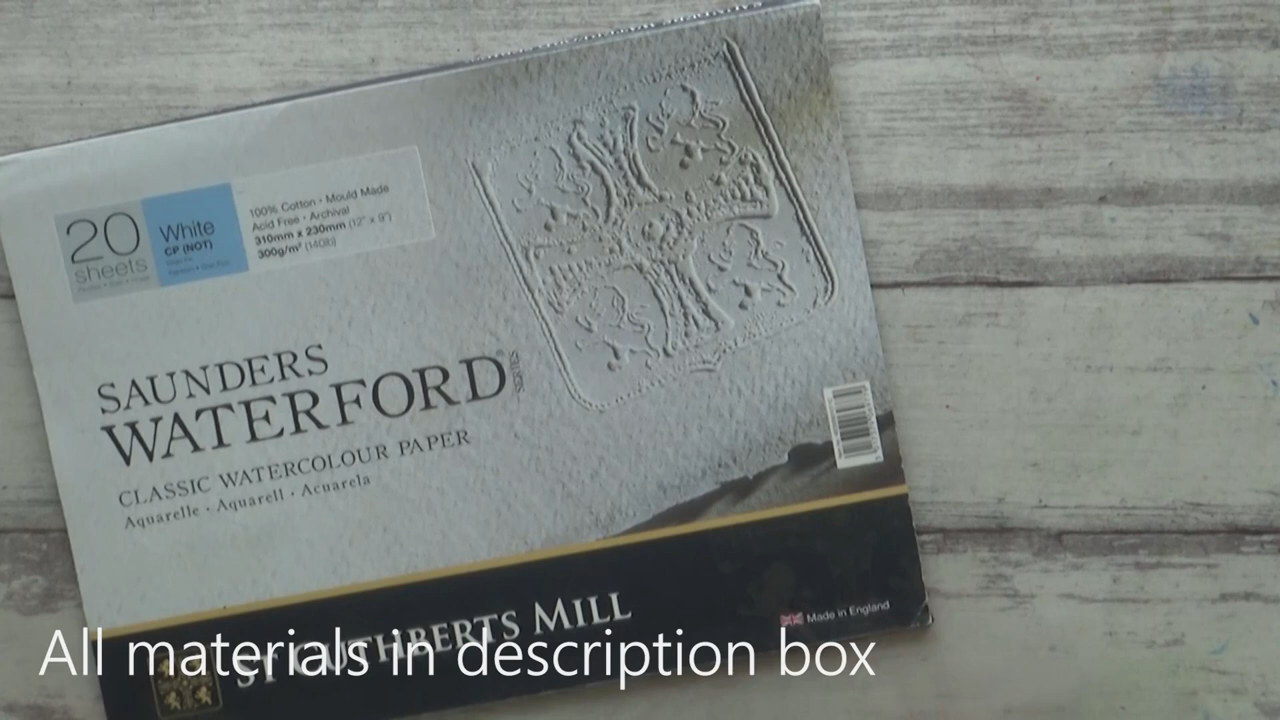 20
sheets
White
CP (NOT)
100% Cotton • Mould Made
Acid Free • Archival
310mm x 230mm (12" x 9")
300g/m² (140lb)
SAUNDERS
WATERFORD®
SERIES
CLASSIC WATERCOLOUR PAPER
Aquarelle • Aquarell • Acuarela
ST CUTHBERTS MILL
Made in England
All materials in description box